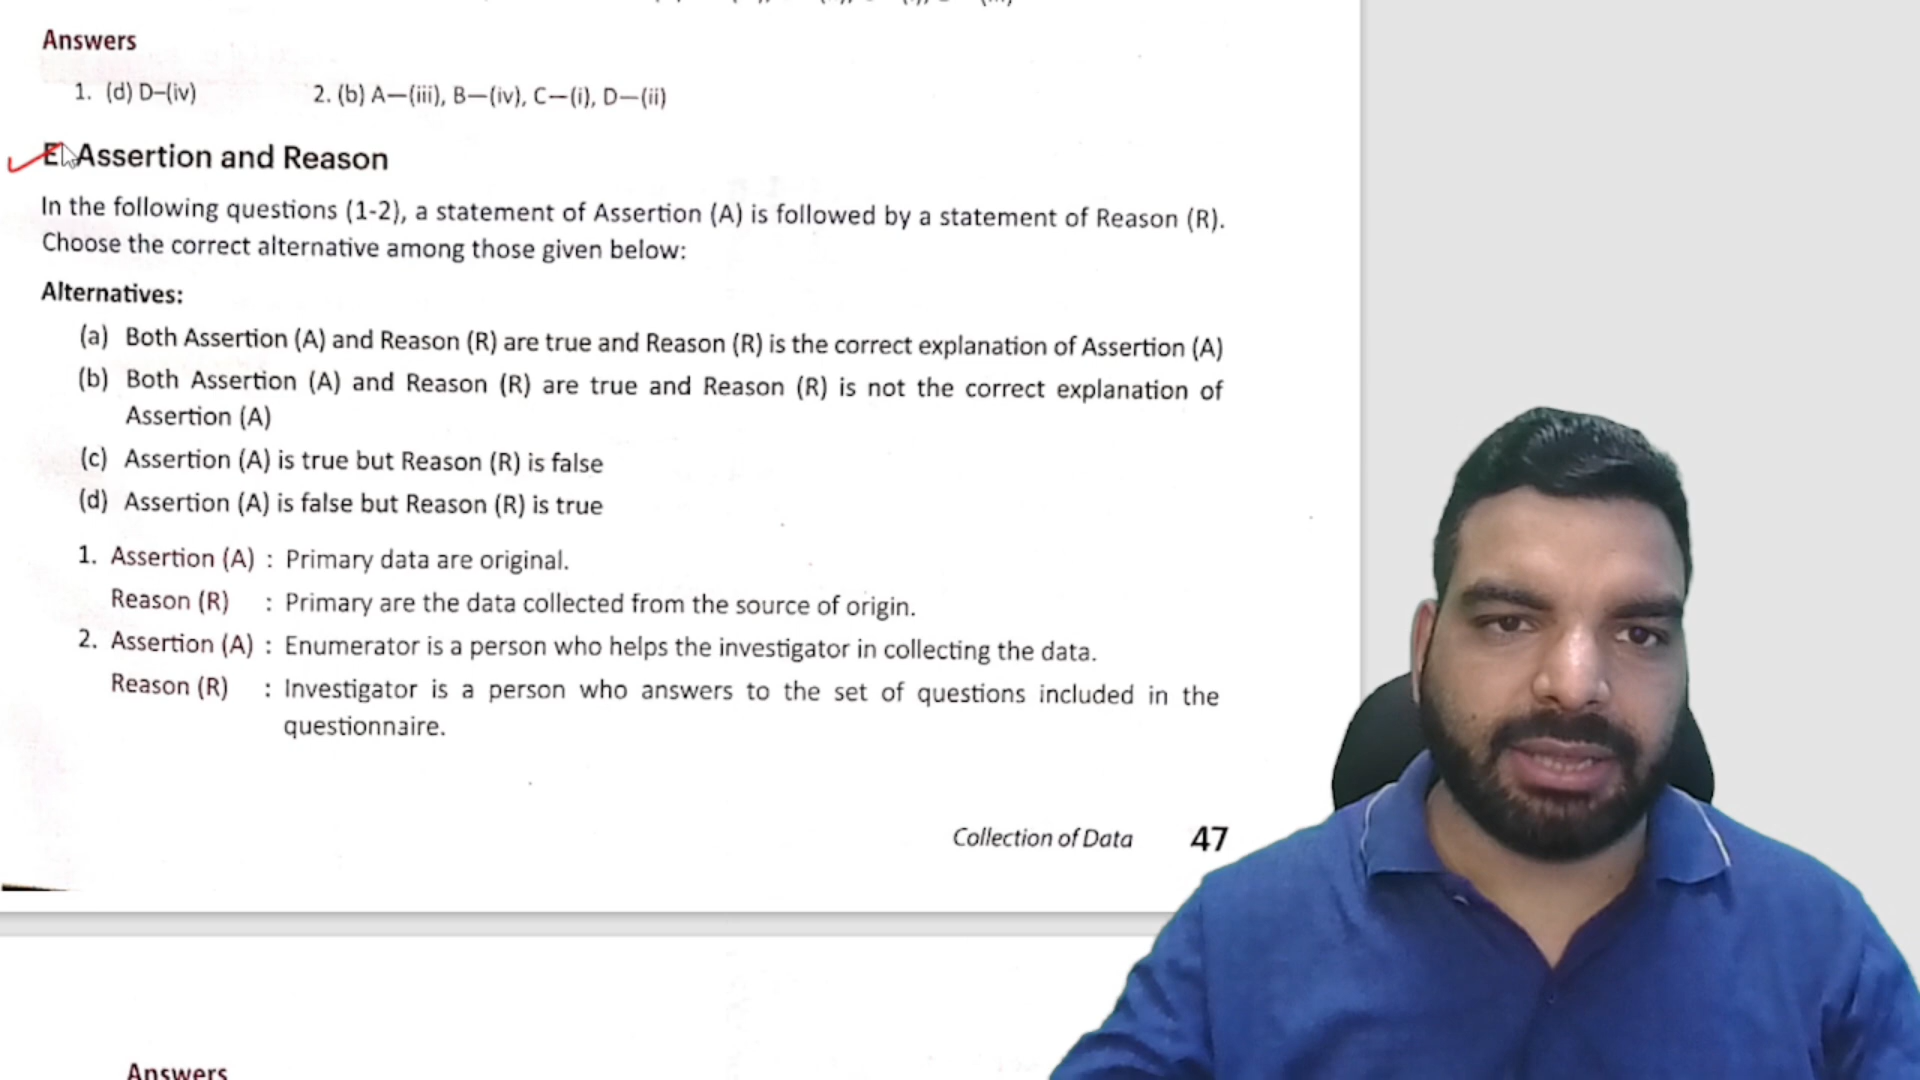 Answers
1. (d) D–(iv) 2. (b) A—(iii), B—(iv), C—(i), D—(ii)
E. Assertion and Reason
In the following questions (1-2), a statement of Assertion (A) is followed by a statement of Reason (R).
Choose the correct alternative among those given below:
Alternatives:
(a) Both Assertion (A) and Reason (R) are true and Reason (R) is the correct explanation of Assertion (A)
(b) Both Assertion (A) and Reason (R) are true and Reason (R) is not the correct explanation of
Assertion (A)
(c) Assertion (A) is true but Reason (R) is false
(d) Assertion (A) is false but Reason (R) is true
1. Assertion (A) : Primary data are original.
Reason (R) : Primary are the data collected from the source of origin.
2. Assertion (A) : Enumerator is a person who helps the investigator in collecting the data.
Reason (R) : Investigator is a person who answers to the set of questions included in the
questionnaire.
Collection of Data 47
Answers